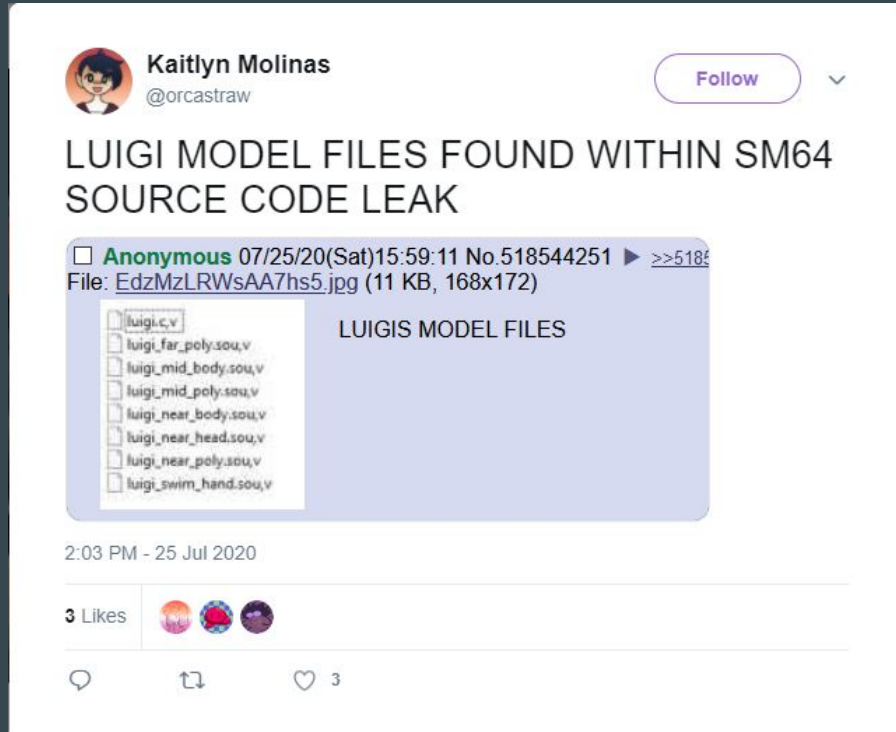 Kaitlyn Molinas
@orcastraw
Follow
LUIGI MODEL FILES FOUND WITHIN SM64
SOURCE CODE LEAK
Anonymous 07/25/20(Sat)15:59:11 No.518544251 ▶ >>5185
File: EdzMzLRWsAA7hs5.jpg (11 KB, 168x172)
luigi.c,v
luigi_far_poly.sou,v
luigi_mid_body.sou,v
luigi_mid_poly.sou,v
luigi_near_body.sou,v
luigi_near_head.sou,v
luigi_near_poly.sou,v
luigi_swim_hand.sou,v
LUIGIS MODEL FILES
2:03 PM - 25 Jul 2020
3 Likes
3